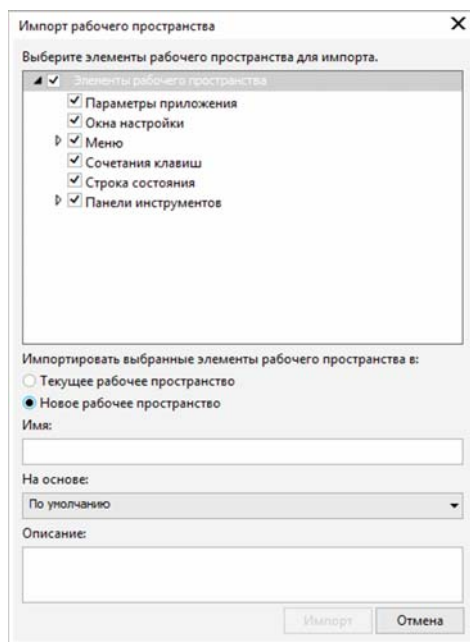 Импорт рабочего пространства
Выберите элементы рабочего пространства для импорта.
Элементы рабочего пространства
Параметры приложения
Окна настройки
Меню
Сочетания клавиш
Строка состояния
Панели инструментов
Импортировать выбранные элементы рабочего пространства в:
Текущее рабочее пространство
Новое рабочее пространство
Имя:
На основе:
По умолчанию
Описание:
Импорт Отмена